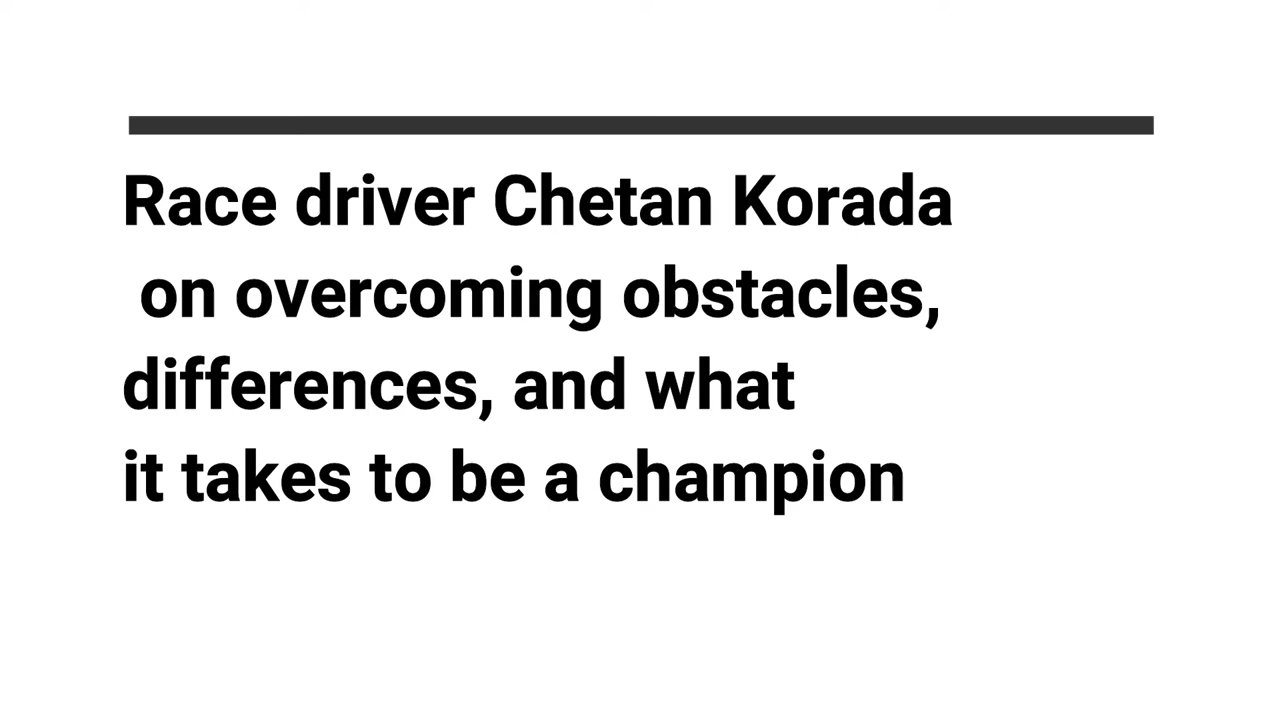 Race driver Chetan Korada
on overcoming obstacles,
differences, and what
it takes to be a champion